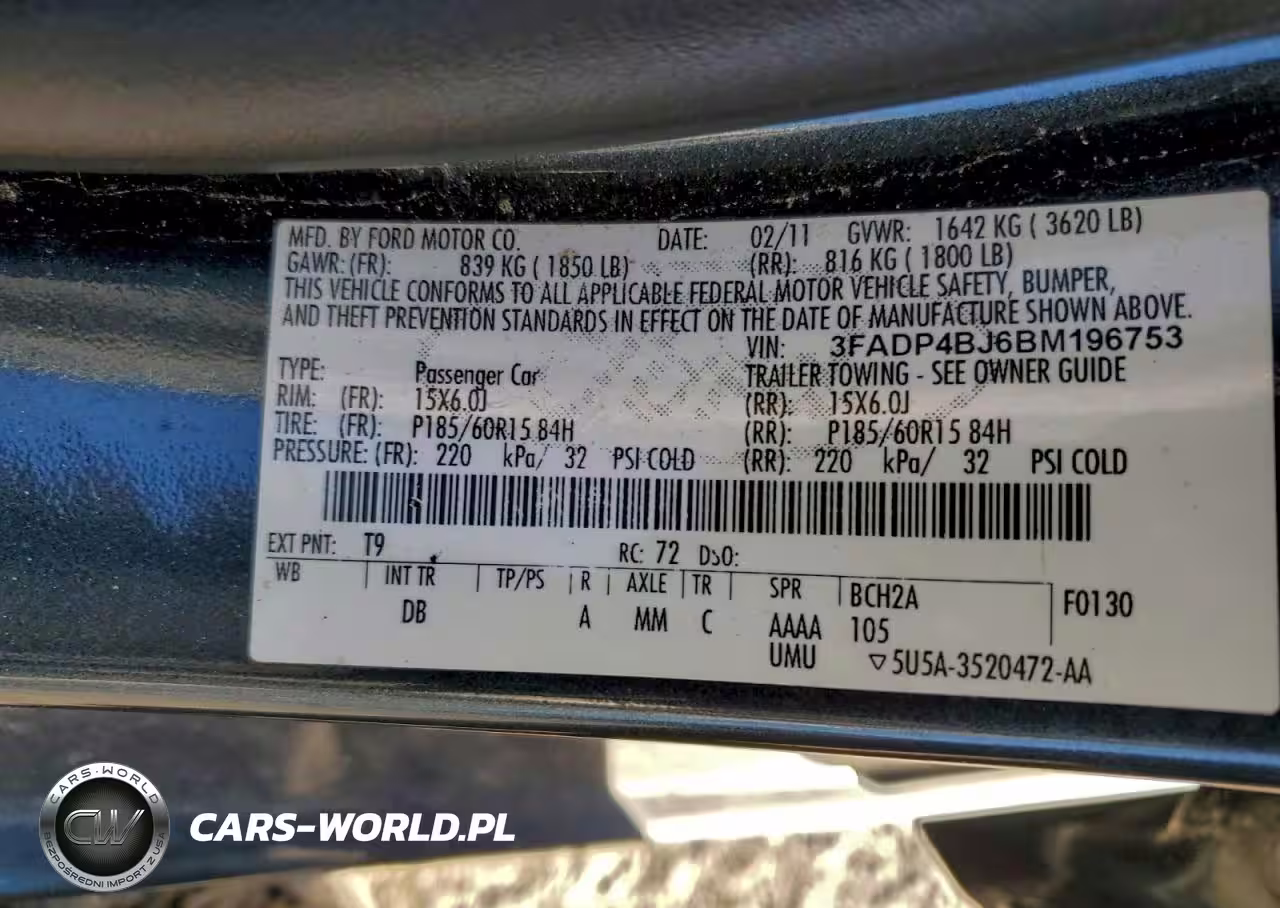 MFD. BY FORD MOTOR CO. DATE: 02/11 GVWR: 1642 KG ( 3620 LB)
GAWR: (FR): 839 KG ( 1850 LB) (RR): 816 KG ( 1800 LB)
THIS VEHICLE CONFORMS TO ALL APPLICABLE FEDERAL MOTOR VEHICLE SAFETY, BUMPER,
AND THEFT PREVENTION STANDARDS IN EFFECT ON THE DATE OF MANUFACTURE SHOWN ABOVE.
VIN: 3FADP4BJ6BM196753
TYPE: Passenger Car TRAILER TOWING - SEE OWNER GUIDE
RIM: (FR): 15X6.0J (RR): 15X6.0J
TIRE: (FR): P185/60R15 84H (RR): P185/60R15 84H
PRESSURE: (FR): 220 kPa/ 32 PSI COLD (RR): 220 kPa/ 32 PSI COLD
EXT PNT: T9 RC: 72 DSO:
WB INT TR TP/PS R AXLE TR SPR BCH2A F0130
DB A MM C AAAA 105
UMU ▽5U5A-3520472-AA
CARS-WORLD
CW
BEZPOŚREDNI IMPORT Z USA
CARS-WORLD.PL